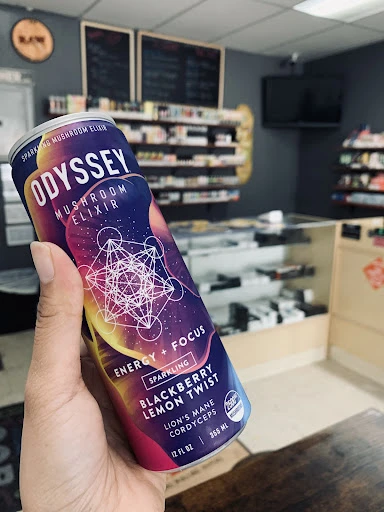 SPARKLING MUSHROOM ELIXIR
ODYSSEY
MUSHROOM
ELIXIR
ENERGY + FOCUS
SPARKLING
BLACKBERRY
LEMON TWIST
LION'S MANE
CORDYCEPS
12 FL OZ | 355 ML